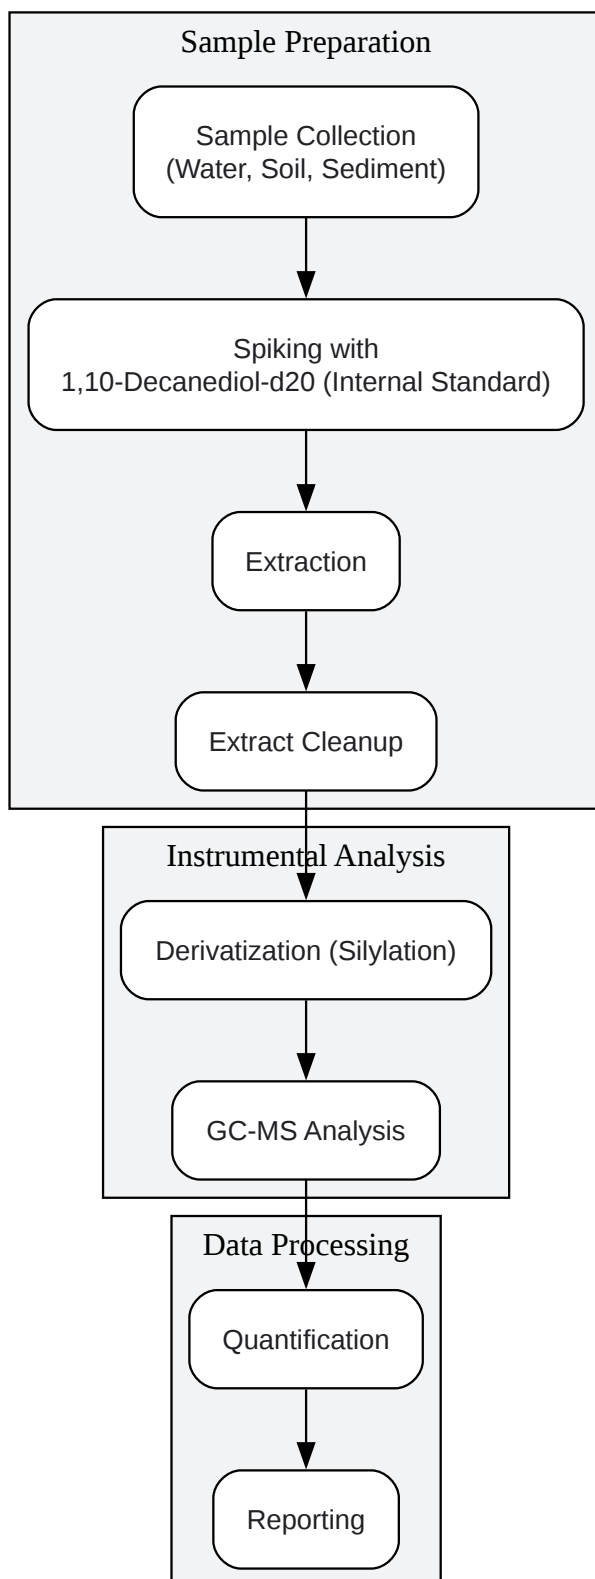 Sample Preparation
Sample Collection
(Water, Soil, Sediment)
Spiking with
1,10-Decanediol-d20 (Internal Standard)
Extraction
Extract Cleanup
Instrumental Analysis
Derivatization (Silylation)
GC-MS Analysis
Data Processing
Quantification
Reporting